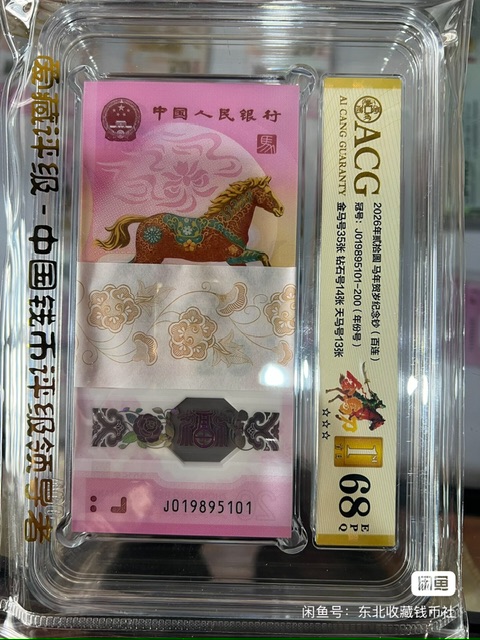 爱藏评级-中国钱币评级领导者
中国人民银行
馬
J019895101
ACG
AI CANG GUARANTY
2026年贰拾圆 马年贺岁纪念钞（百连）
冠号：J019895101-200（年份号）
金马号35张 钻石号14张 天马号13张
1ST
68
EPQ
闲鱼
闲鱼号：东北收藏钱币社